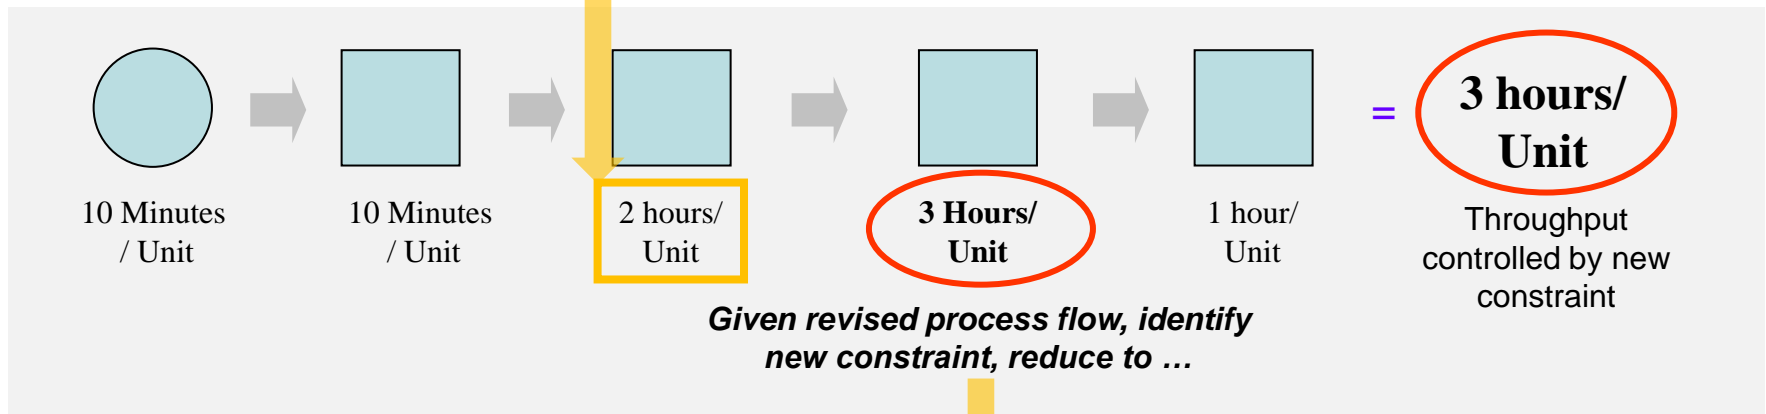 10 Minutes
/ Unit
10 Minutes
/ Unit
2 hours/
Unit
3 Hours/
Unit
1 hour/
Unit
=
3 hours/
Unit
Throughput
controlled by new
constraint
Given revised process flow, identify
new constraint, reduce to …